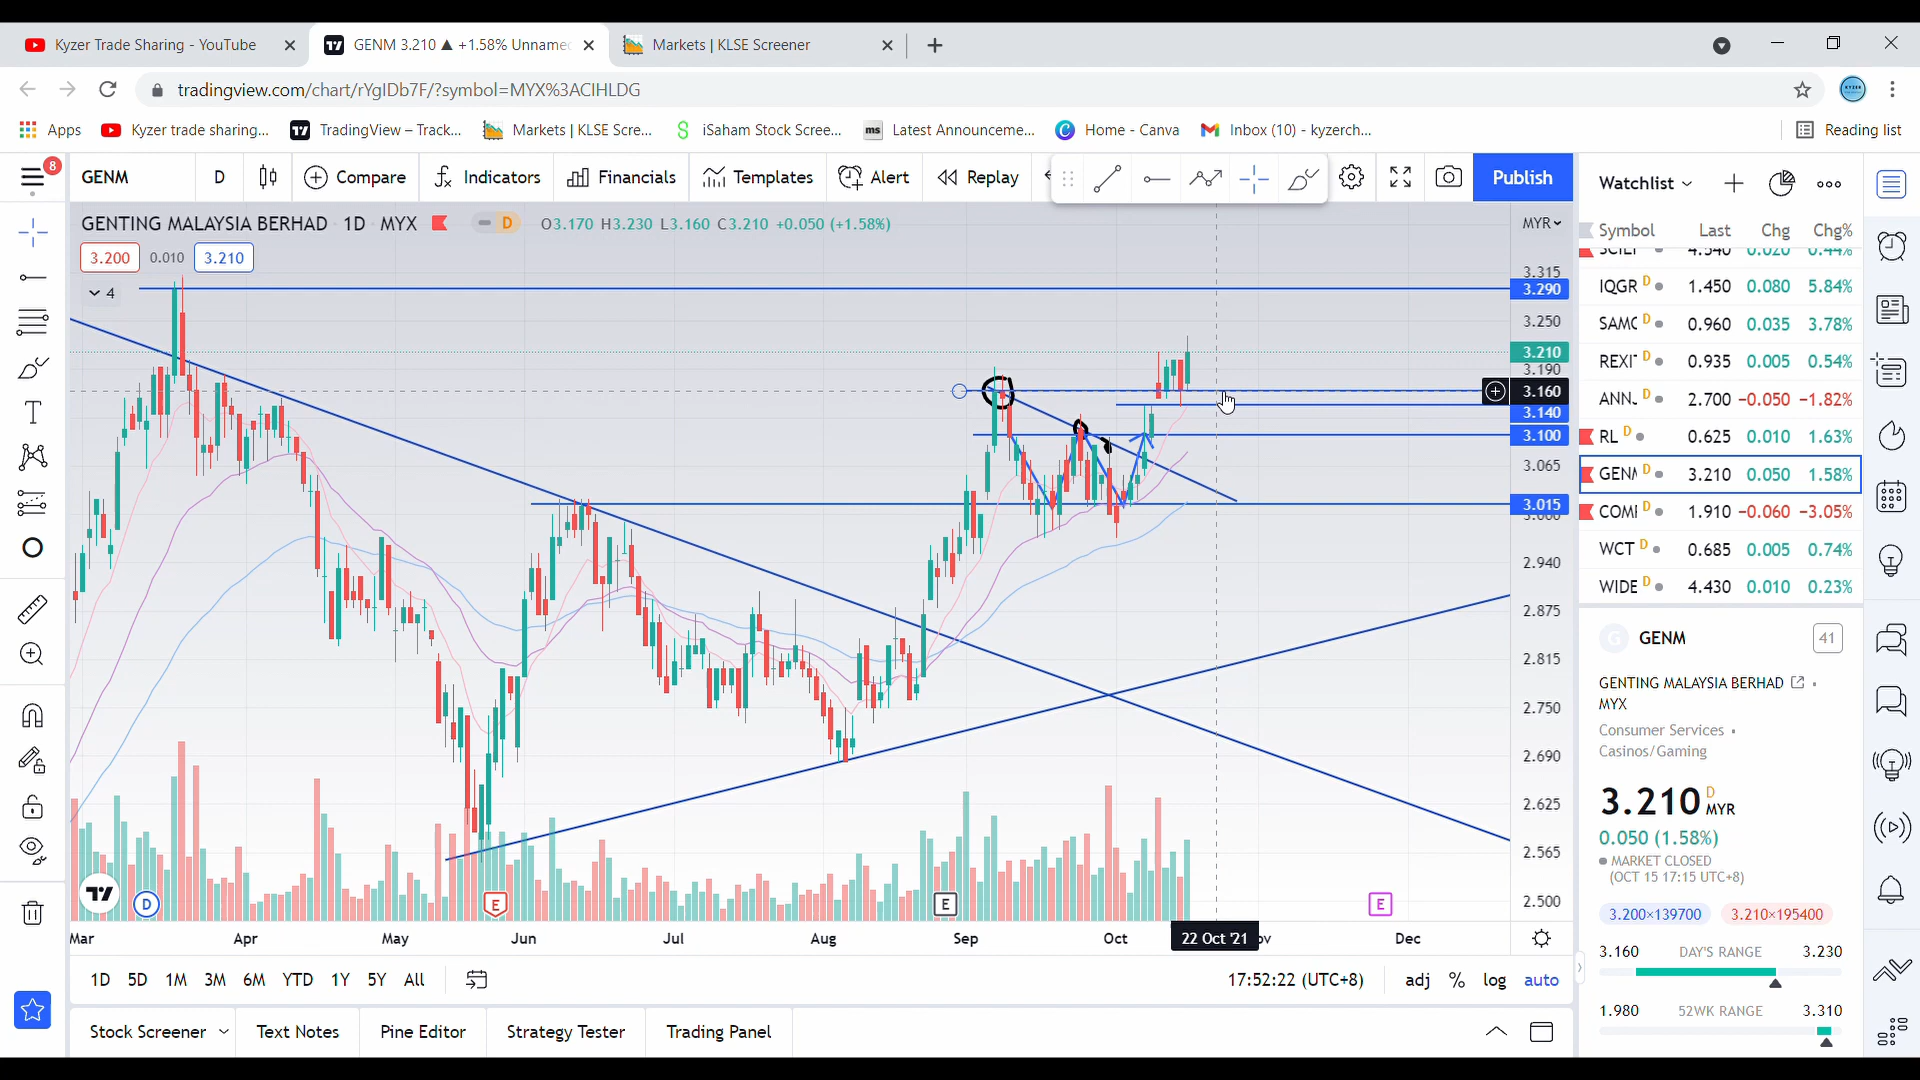 Kyzer Trade Sharing - YouTube
GENM 3.210 ▲ +1.58% Unname
Markets | KLSE Screener
tradingview.com/chart/rYgIDb7F/?symbol=MYX%3ACIHLDG
Apps
Kyzer trade sharing...
TradingView – Track...
Markets | KLSE Scre...
iSaham Stock Scree...
ms
Latest Announceme...
Home - Canva
Inbox (10) - kyzerch...
Reading list
8
GENM
D
Compare
Indicators
Financials
Templates
Alert
Replay
Publish
Watchlist
GENTING MALAYSIA BERHAD 1D MYX
D
O3.170 H3.230 L3.160 C3.210 +0.050 (+1.58%)
3.200
0.010
3.210
4
MYR
3.315
3.290
3.250
3.210
3.190
3.160
3.140
3.100
3.065
3.015
3.000
2.940
2.875
2.815
2.750
2.690
2.625
2.565
2.500
Symbol Last Chg Chg%
4.540 0.020 0.44%
IQGR D 1.450 0.080 5.84%
SAMC D 0.960 0.035 3.78%
REXI D 0.935 0.005 0.54%
ANN. D 2.700 -0.050 -1.82%
RL D 0.625 0.010 1.63%
GENM D 3.210 0.050 1.58%
COM D 1.910 -0.060 -3.05%
WCT D 0.685 0.005 0.74%
WIDE D 4.430 0.010 0.23%
G
GENM
41
GENTING MALAYSIA BERHAD
MYX
Consumer Services •
Casinos/Gaming
3.210 D MYR
0.050 (1.58%)
MARKET CLOSED
(OCT 15 17:15 UTC+8)
3.200×139700
3.210×195400
3.160 DAY'S RANGE 3.230
1.980 52WK RANGE 3.310
D
E
E
E
Mar
Apr
May
Jun
Jul
Aug
Sep
Oct
22 Oct '21
ov
Dec
1D
5D
1M
3M
6M
YTD
1Y
5Y
All
17:52:22 (UTC+8)
adj
%
log
auto
Stock Screener
Text Notes
Pine Editor
Strategy Tester
Trading Panel